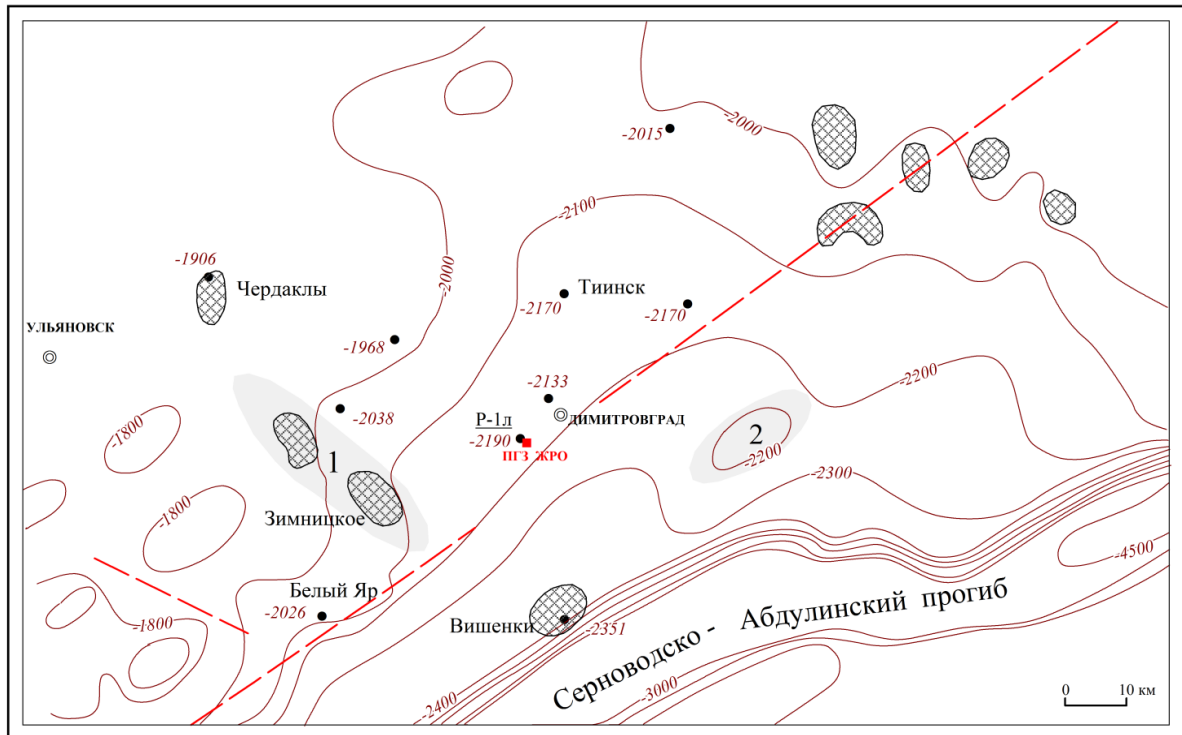 -2015
-2000
-2100
-1906
Чердаклы
-2000
Тиинск
-2170
-2170
УЛЬЯНОВСК
-1968
-2133
-2200
-1800
-2038
Р-1л
ДИМИТРОВГРАД
-2190
ПГЗ ЖРО
2
-2200
1
-2300
-1800
Зимницкое
-4500
Белый Яр
-2026
Вишенки
-2351
-1800
Серноводско - Абдулинский прогиб
-2400
-3000
0 10 км